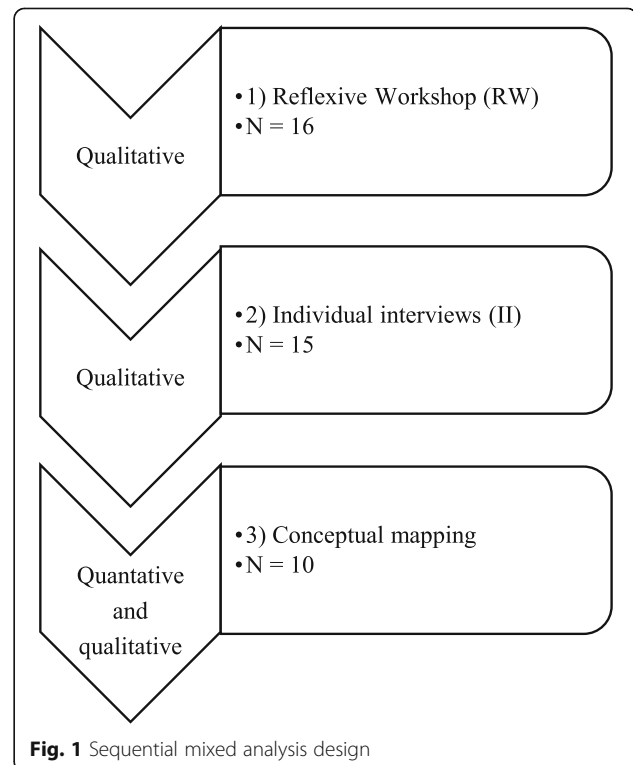 •1) Reflexive Workshop (RW)
•N = 16
Qualitative
•2) Individual interviews (II)
•N = 15
Qualitative
•3) Conceptual mapping
•N = 10
Quantative
and
qualitative
Fig. 1 Sequential mixed analysis design